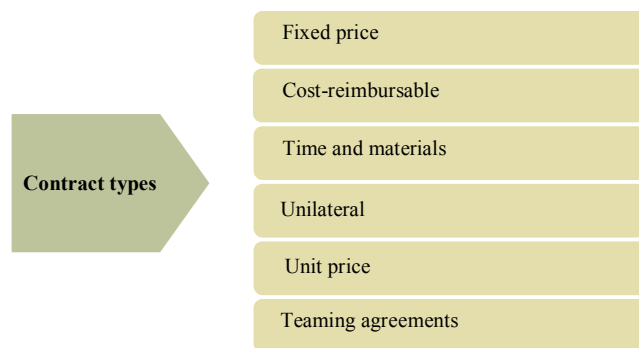 Fixed price
Cost-reimbursable
Time and materials
Contract types
Unilateral
Unit price
Teaming agreements